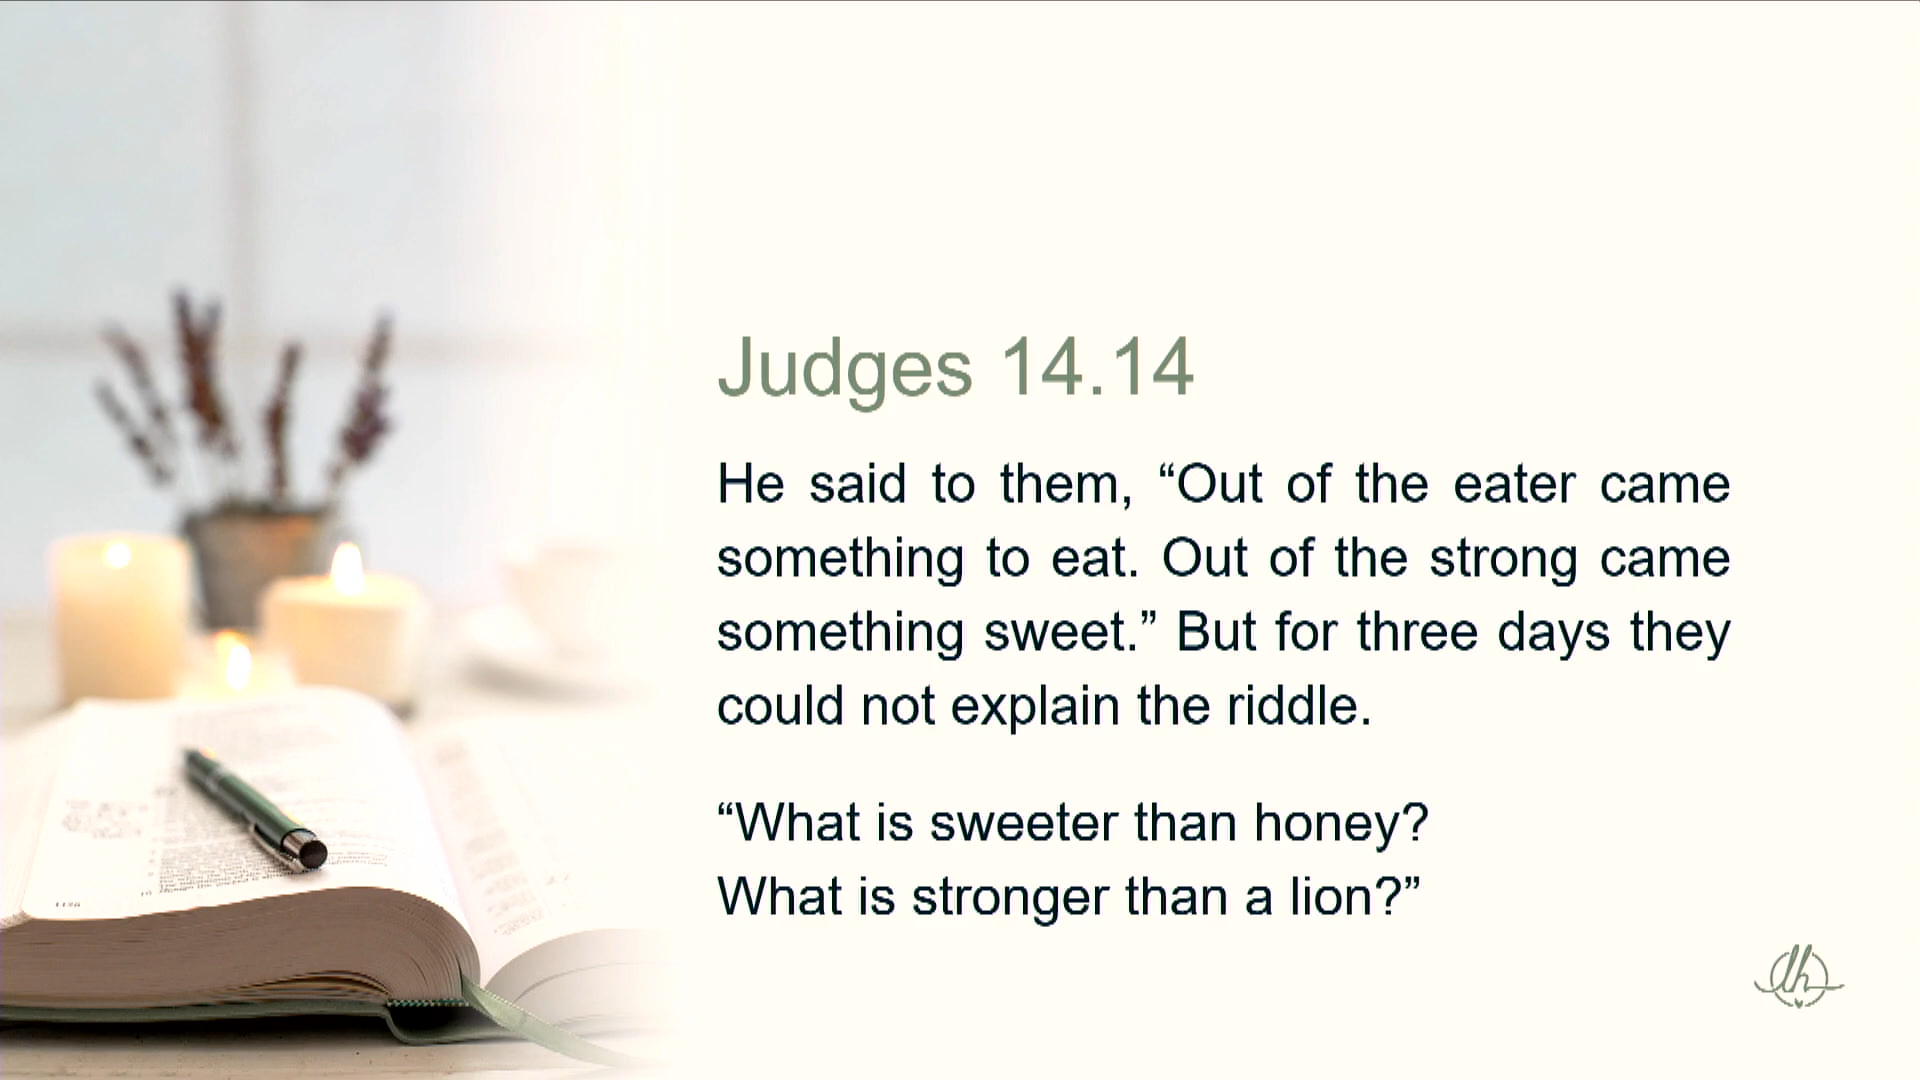 Judges 14.14
He said to them, “Out of the eater came
something to eat. Out of the strong came
something sweet.” But for three days they
could not explain the riddle.
“What is sweeter than honey?
What is stronger than a lion?”
lh